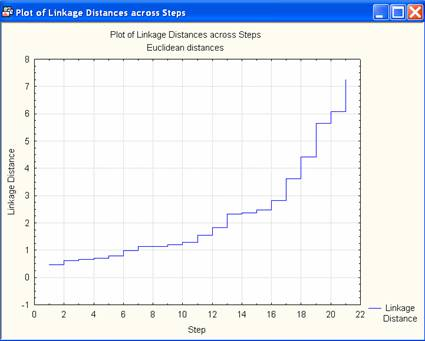 Plot of Linkage Distances across Steps
Plot of Linkage Distances across Steps
Euclidean distances
8
7
6
5
4
3
2
1
0
-1
Linkage Distance
0 2 4 6 8 10 12 14 16 18 20 22
Step
Linkage
Distance